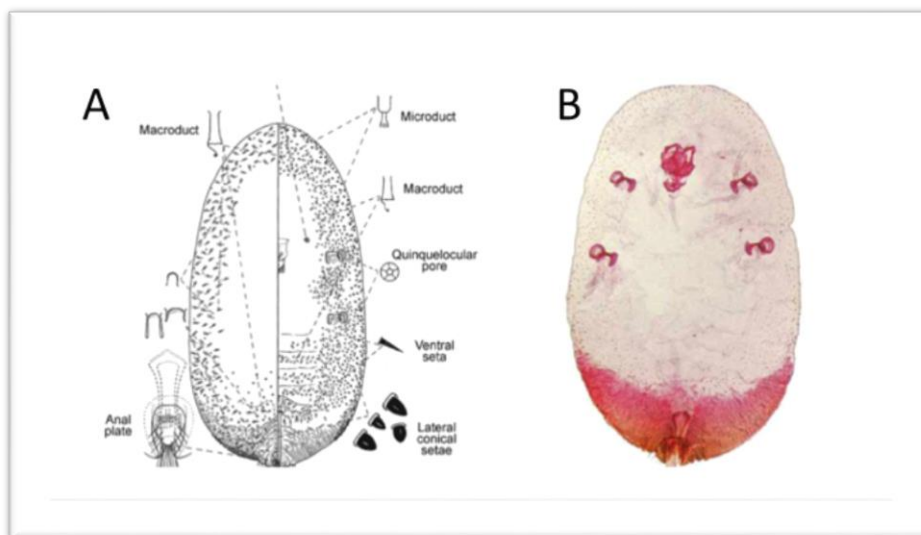 A
B
Macroduct
Microduct
Macroduct
Quinquelocular
pore
Ventral
seta
Anal
plate
Lateral
conical
setae